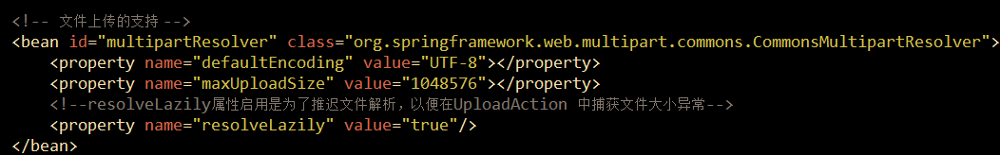 <!-- 文件上传的支持 -->
<bean id="multipartResolver" class="org.springframework.web.multipart.commons.CommonsMultipartResolver">
<property name="defaultEncoding" value="UTF-8"></property>
<property name="maxUploadSize" value="1048576"></property>
<!--resolveLazily属性启用是为了推迟文件解析，以便在UploadAction 中捕获文件大小异常-->
<property name="resolveLazily" value="true"/>
</bean>